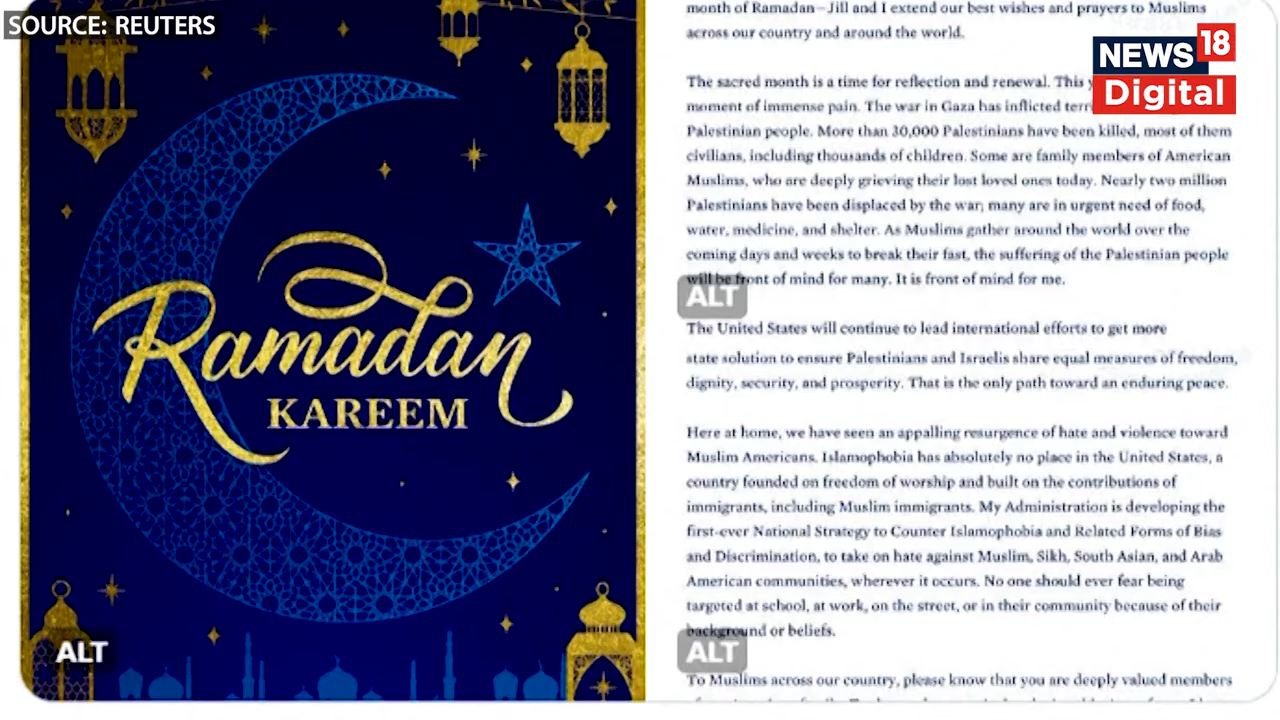 SOURCE: REUTERS
Ramadan
KAREEM
ALT
month of Ramadan—Jill and I extend our best wishes and prayers to Muslims
across our country and around the world.
The sacred month is a time for reflection and renewal. This
moment of immense pain. The war in Gaza has inflicted
Palestinian people. More than 30,000 Palestinians have been killed, most of them
civilians, including thousands of children. Some are family members of American
Muslims, who are deeply grieving their lost loved ones today. Nearly two million
Palestinians have been displaced by the war; many are in urgent need of food,
water, medicine, and shelter. As Muslims gather around the world over the
coming days and weeks to break their fast, the suffering of the Palestinian people
will be front of mind for many. It is front of mind for me.
ALT
The United States will continue to lead international efforts to get more
state solution to ensure Palestinians and Israelis share equal measures of freedom,
dignity, security, and prosperity. That is the only path toward an enduring peace.
Here at home, we have seen an appalling resurgence of hate and violence toward
Muslim Americans. Islamophobia has absolutely no place in the United States, a
country founded on freedom of worship and built on the contributions of
immigrants, including Muslim immigrants. My Administration is developing the
first-ever National Strategy to Counter Islamophobia and Related Forms of Bias
and Discrimination, to take on hate against Muslim, Sikh, South Asian, and Arab
American communities, wherever it occurs. No one should ever fear being
targeted at school, at work, on the street, or in their community because of their
background or beliefs.
ALT
To Muslims across our country, please know that you are deeply valued members
NEWS 18
Digital